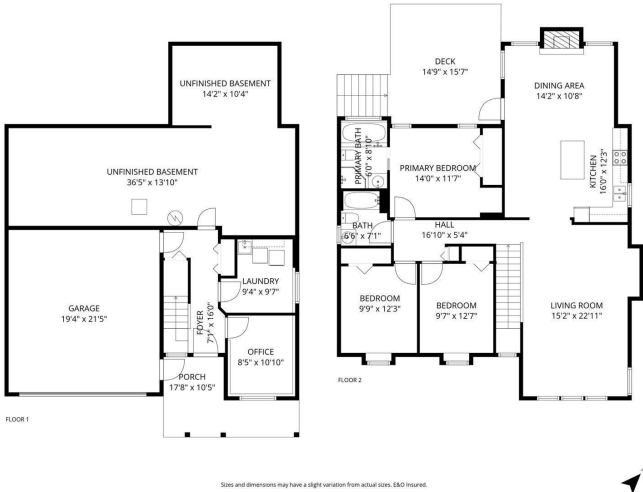 UNFINISHED BASEMENT
14'2" x 10'4"
UNFINISHED BASEMENT
36'5" x 13'10"
GARAGE
19'4" x 21'5"
FOYER
7'1" x 16'0"
LAUNDRY
9'4" x 9'7"
OFFICE
8'5" x 10'10"
PORCH
17'8" x 10'5"
FLOOR 1
DECK
14'9" x 15'7"
DINING AREA
14'2" x 10'8"
PRIMARY BATH
6'0" x 8'10"
PRIMARY BEDROOM
14'0" x 11'7"
KITCHEN
16'0" x 12'3"
BATH
6'6" x 7'1"
HALL
16'10" x 5'4"
BEDROOM
9'9" x 12'3"
BEDROOM
9'7" x 12'7"
LIVING ROOM
15'2" x 22'11"
FLOOR 2
Sizes and dimensions may have a slight variation from actual sizes. E&O Insured.